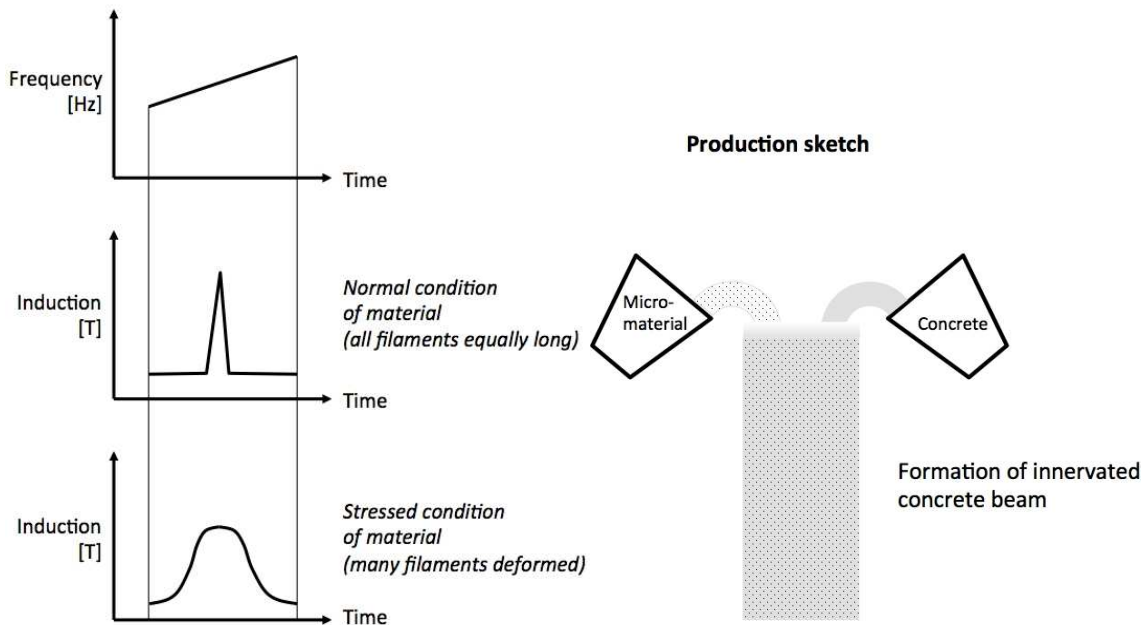 Frequency
[Hz]
Time
Induction
[T]
Normal condition
of material
(all filaments equally long)
Time
Induction
[T]
Stressed condition
of material
(many filaments deformed)
Time
Production sketch
Micro-
material
Concrete
Formation of innervated
concrete beam